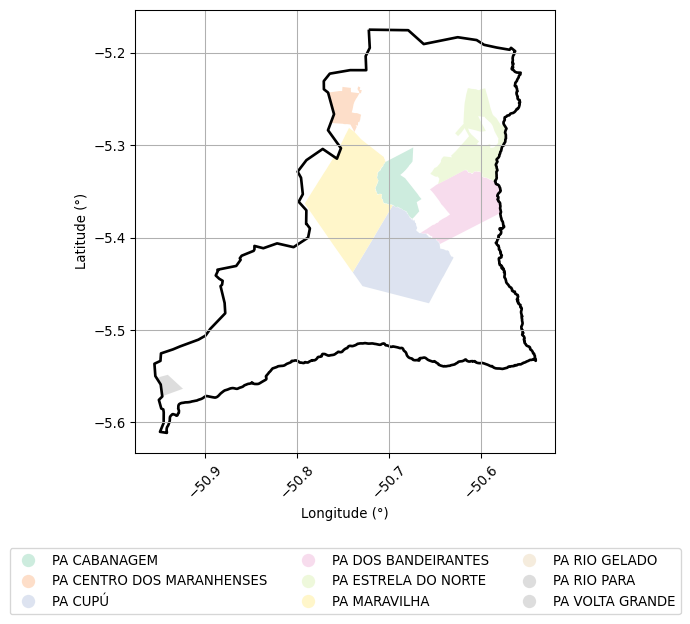 −5.2
−5.3
−5.4
−5.5
−5.6
Latitude (°)
−50.9
−50.8
−50.7
−50.6
Longitude (°)
PA CABANAGEM
PA CENTRO DOS MARANHENSES
PA CUPÚ
PA DOS BANDEIRANTES
PA ESTRELA DO NORTE
PA MARAVILHA
PA RIO GELADO
PA RIO PARA
PA VOLTA GRANDE